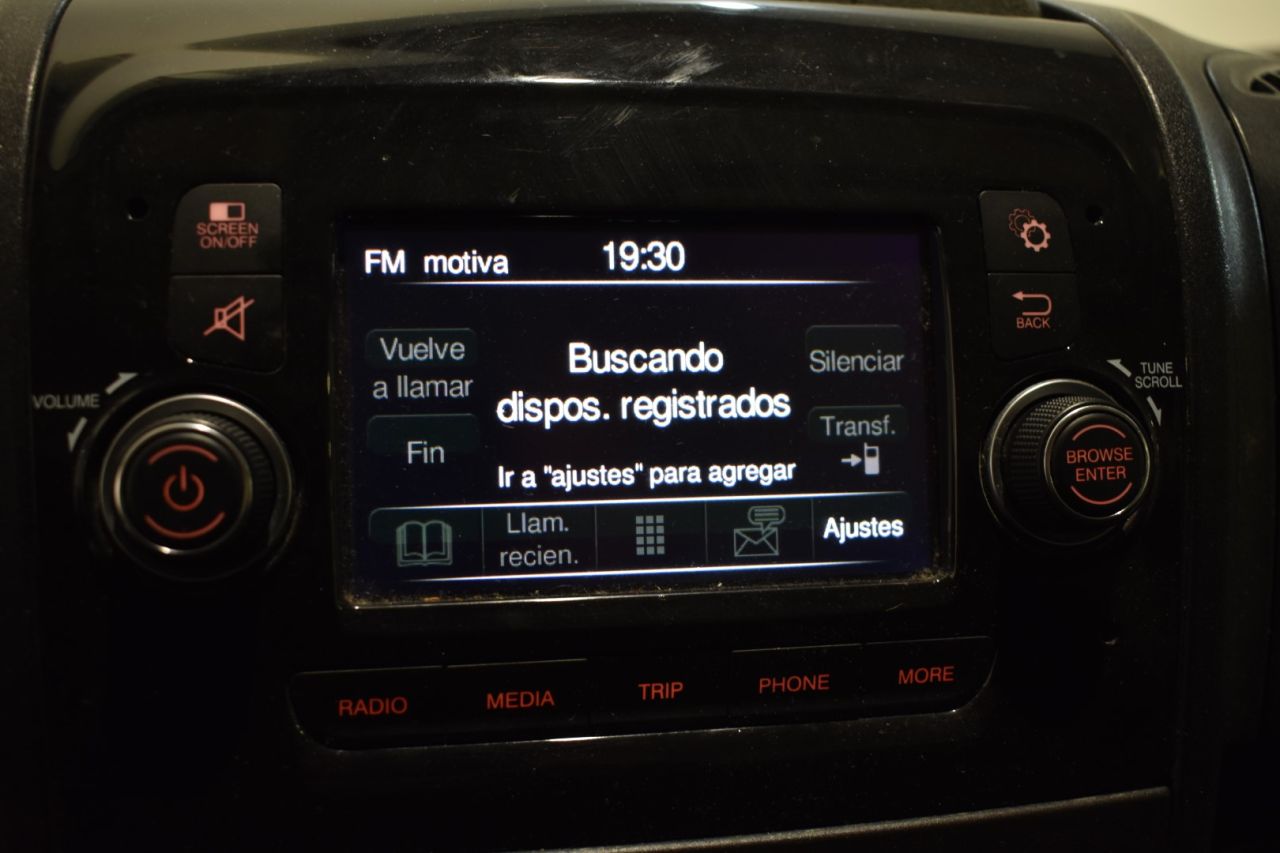 SCREEN
ON/OFF
FM motiva 19:30
Vuelve
a llamar
Buscando
dispos. registrados
Silenciar
BACK
VOLUME
TUNE
SCROLL
Fin
Transf.
Ir a "ajustes" para agregar
BROWSE
ENTER
Llam.
recien.
Ajustes
RADIO MEDIA TRIP PHONE MORE